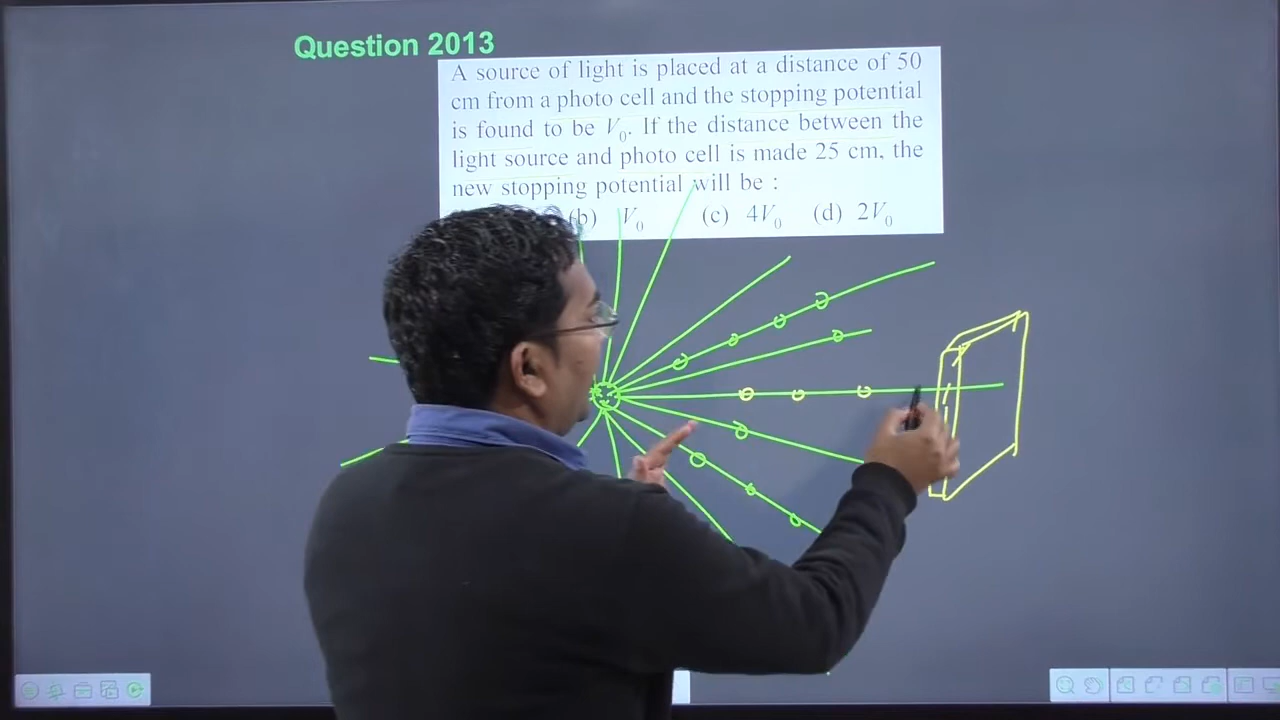 Question 2013
A source of light is placed at a distance of 50
cm from a photo cell and the stopping potential
is found to be V₀. If the distance between the
light source and photo cell is made 25 cm, the
new stopping potential will be :
(b) V₀ (c) 4V₀ (d) 2V₀